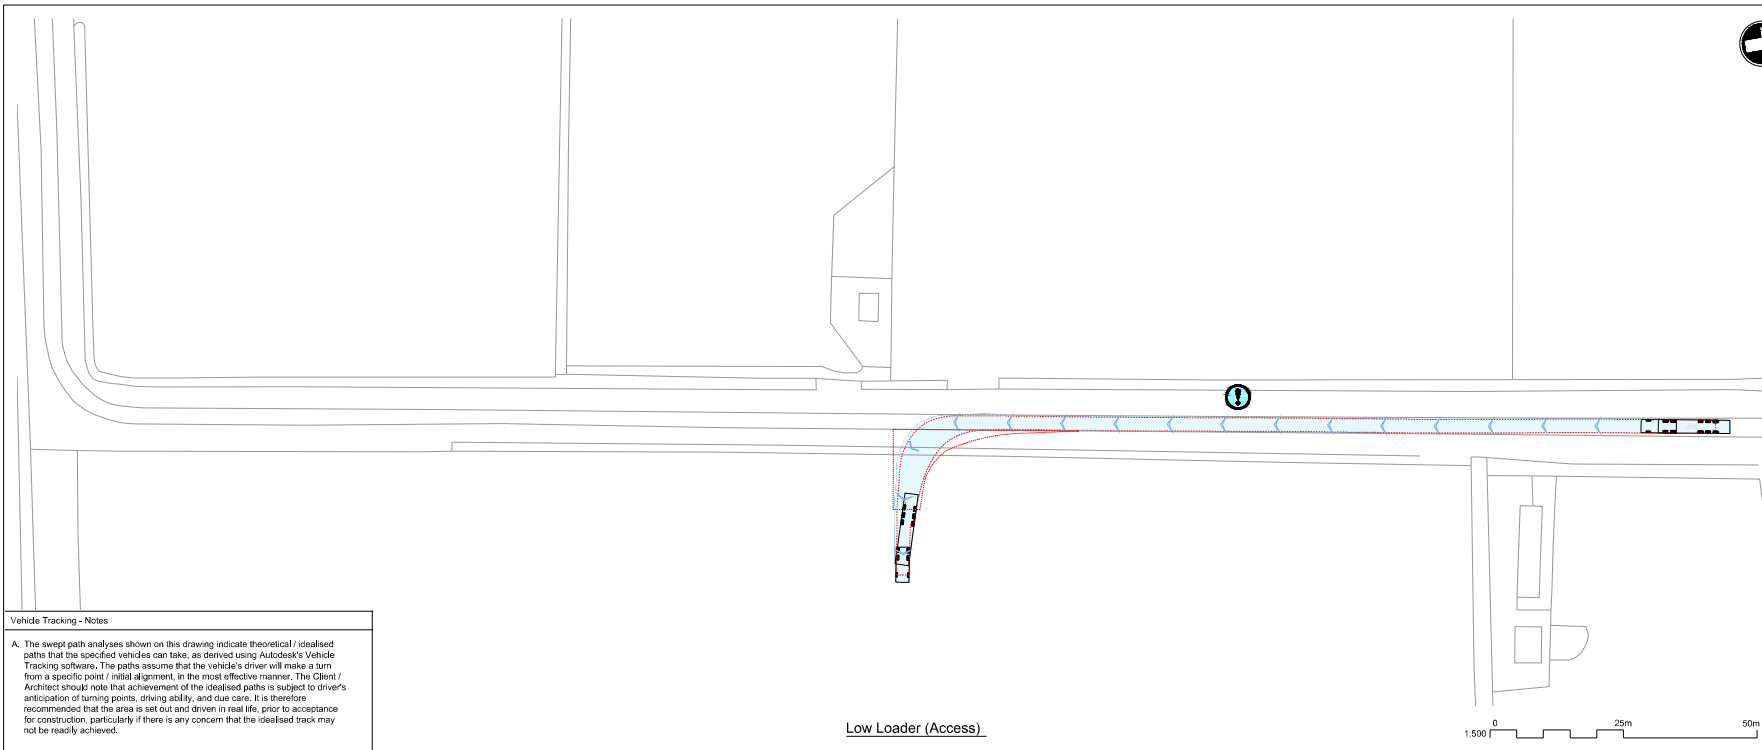 Vehicle Tracking - Notes
A. The swept path analyses shown on this drawing indicate theoretical / idealised
paths that the specified vehicles can take, as derived using Autodesk's Vehicle
Tracking software. The paths assume that the vehicle's driver will make a turn
from a specific point / initial alignment, in the most effective manner. The Client /
Architect should note that achievement of the idealised paths is subject to driver's
anticipation of turning points, driving ability, and due care. It is therefore
recommended that the area is set out and driven in real life, prior to acceptance
for construction, particularly if there is any concern that the idealised track may
not be readily achieved.
Low Loader (Access)
0 25m 50m
1:500